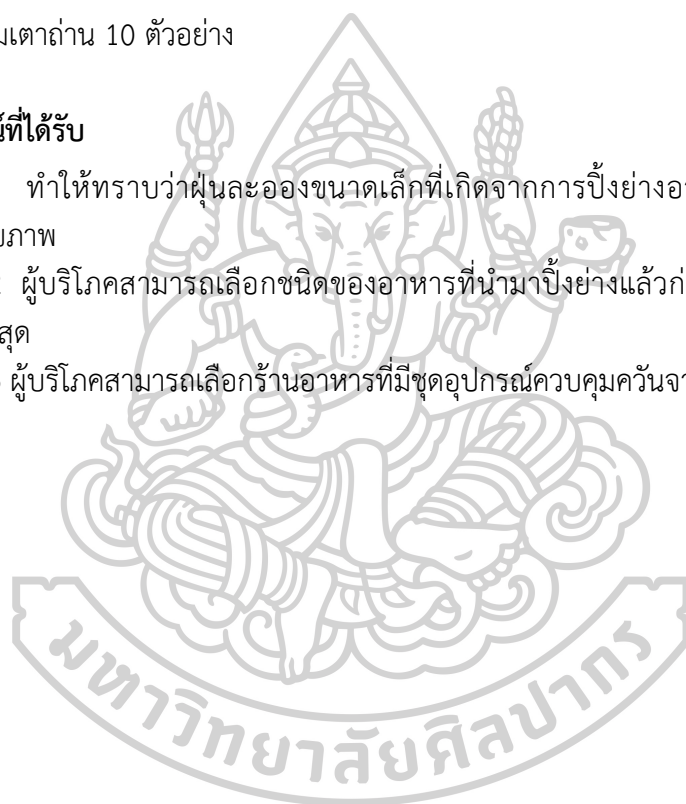 มเตาถ่าน 10 ตัวอย่าง
ที่ได้รับ
ทำให้ทราบว่าฝุ่นละอองขนาดเล็กที่เกิดจากการปิ้งย่างอา
ภาพ
ผู้บริโภคสามารถเลือกชนิดของอาหารที่นำมาปิ้งย่างแล้วก่
สุด
ผู้บริโภคสามารถเลือกร้านอาหารที่มีชุดอุปกรณ์ควบคุมควันจา
มหาวิทยาลัยศิลปากร